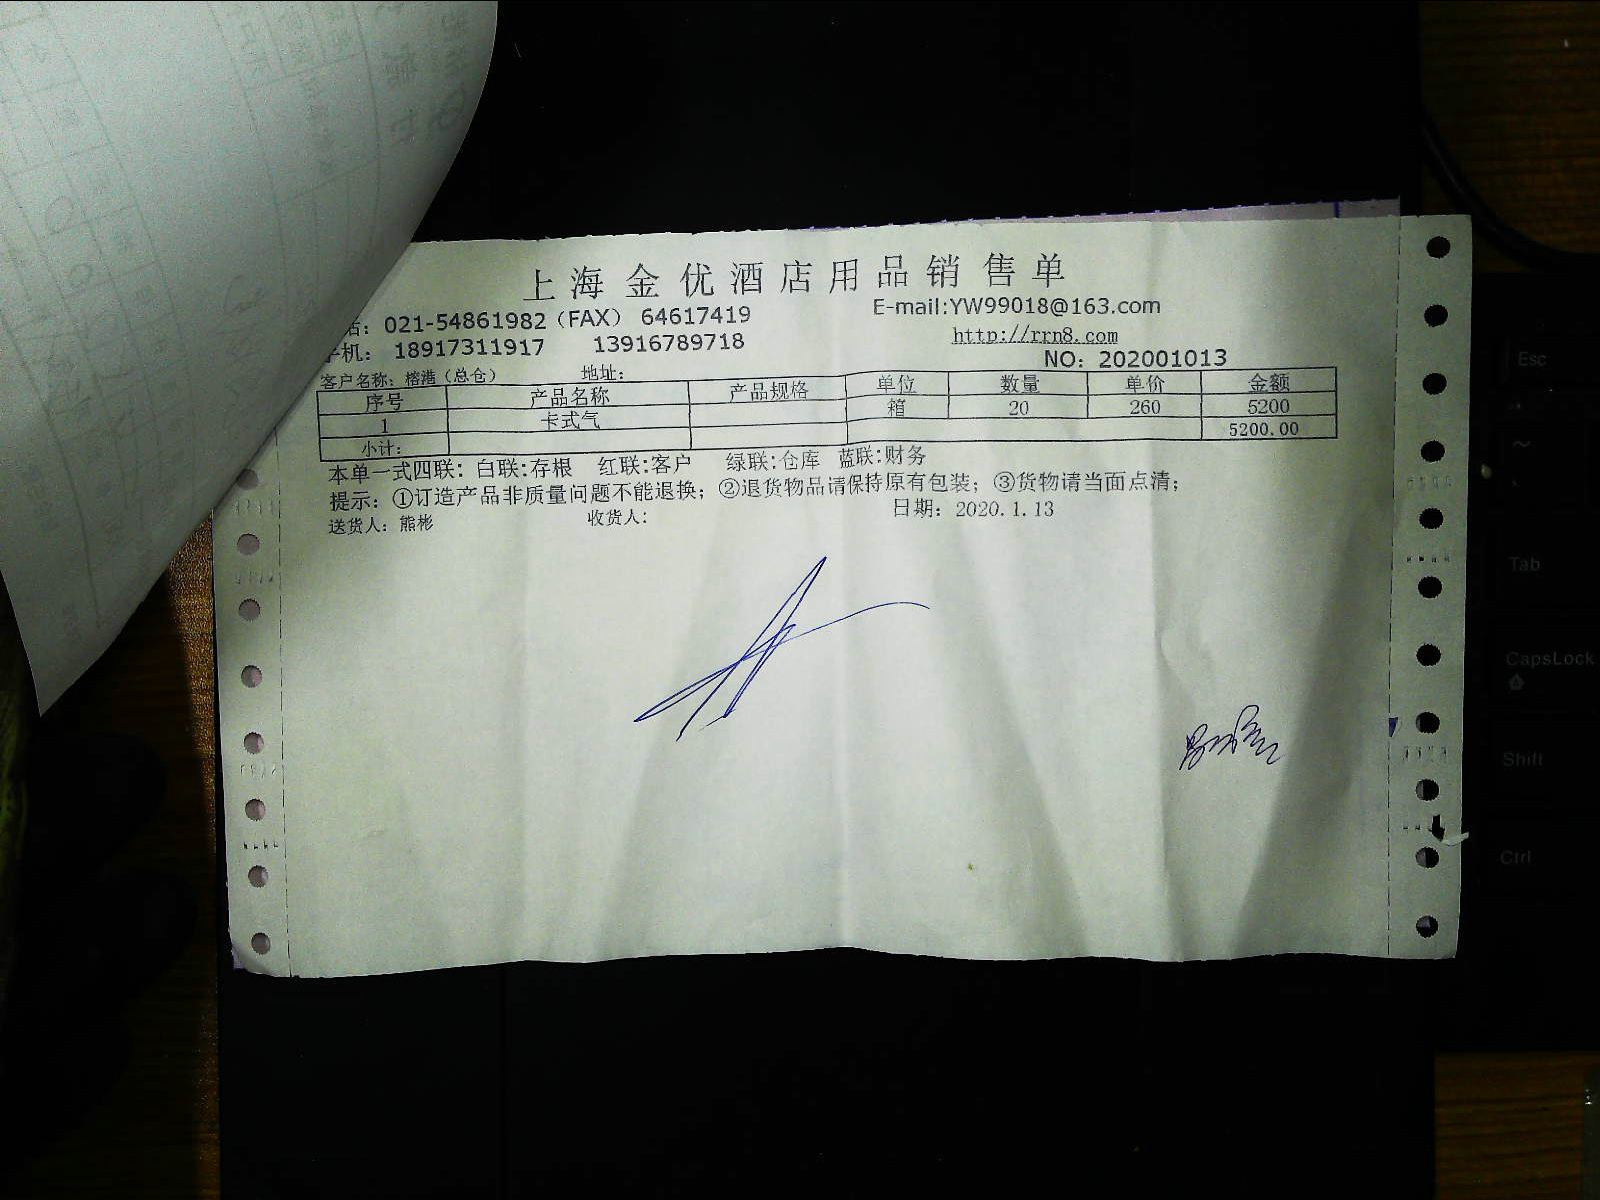 上海金优酒店用品销售单
话：021-54861982（FAX） 64617419 E-mail:YW99018@163.com
手机： 18917311917 13916789718 http://rrn8.com
NO：202001013
客户名称：榕港（总仓） 地址：
序号 产品名称 产品规格 单位 数量 单价 金额
1 卡式气 箱 20 260 5200
小计： 5200.00
本单一式四联：白联:存根 红联:客户 绿联:仓库 蓝联:财务
提示：①订造产品非质量问题不能退换；②退货物品请保持原有包装；③货物请当面点清；
送货人：熊彬 收货人： 日期：2020.1.13
Esc
Tab
CapsLock
Shift
Ctrl